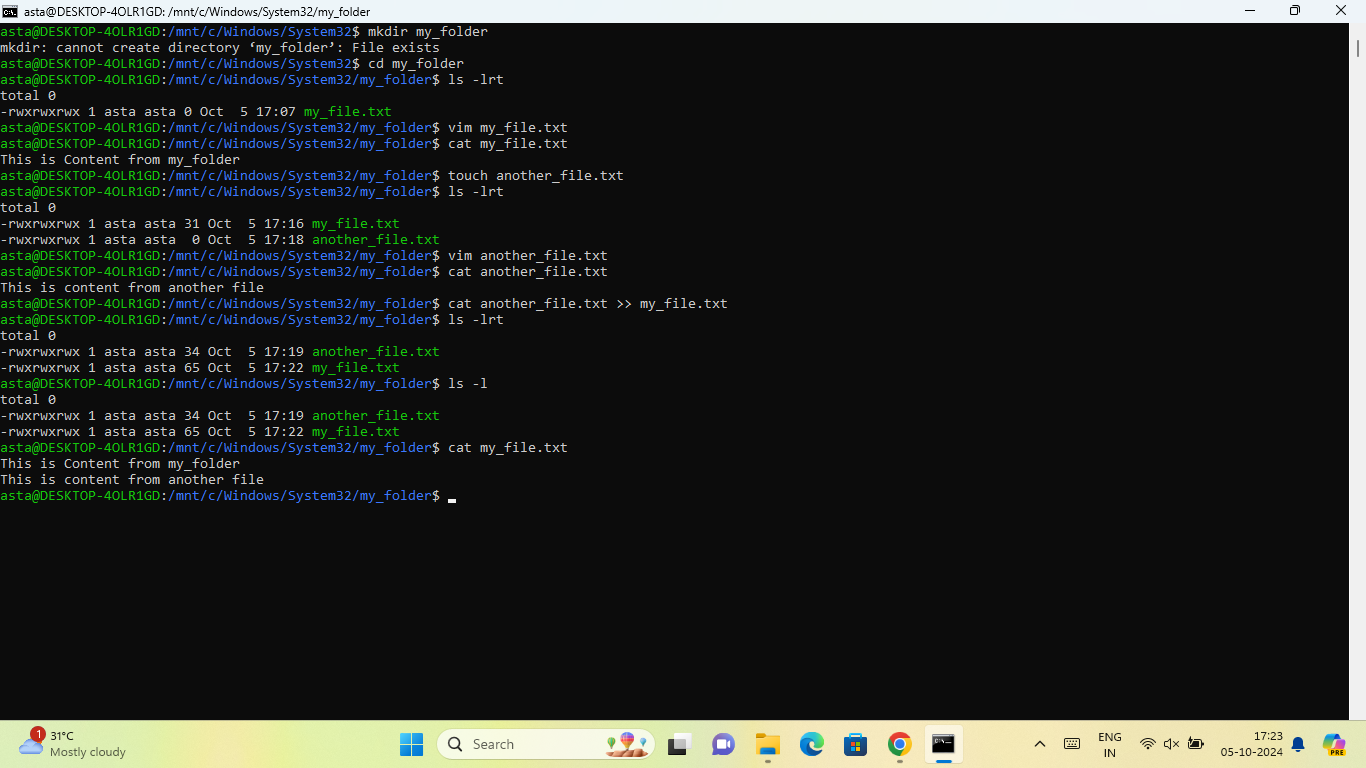 asta@DESKTOP-4OLR1GD: /mnt/c/Windows/System32/my_folder
asta@DESKTOP-4OLR1GD:/mnt/c/Windows/System32$ mkdir my_folder
mkdir: cannot create directory ‘my_folder’: File exists
asta@DESKTOP-4OLR1GD:/mnt/c/Windows/System32$ cd my_folder
asta@DESKTOP-4OLR1GD:/mnt/c/Windows/System32/my_folder$ ls -lrt
total 0
-rwxrwxrwx 1 asta asta 0 Oct  5 17:07 my_file.txt
asta@DESKTOP-4OLR1GD:/mnt/c/Windows/System32/my_folder$ vim my_file.txt
asta@DESKTOP-4OLR1GD:/mnt/c/Windows/System32/my_folder$ cat my_file.txt
This is Content from my_folder
asta@DESKTOP-4OLR1GD:/mnt/c/Windows/System32/my_folder$ touch another_file.txt
asta@DESKTOP-4OLR1GD:/mnt/c/Windows/System32/my_folder$ ls -lrt
total 0
-rwxrwxrwx 1 asta asta 31 Oct  5 17:16 my_file.txt
-rwxrwxrwx 1 asta asta  0 Oct  5 17:18 another_file.txt
asta@DESKTOP-4OLR1GD:/mnt/c/Windows/System32/my_folder$ vim another_file.txt
asta@DESKTOP-4OLR1GD:/mnt/c/Windows/System32/my_folder$ cat another_file.txt
This is content from another file
asta@DESKTOP-4OLR1GD:/mnt/c/Windows/System32/my_folder$ cat another_file.txt >> my_file.txt
asta@DESKTOP-4OLR1GD:/mnt/c/Windows/System32/my_folder$ ls -lrt
total 0
-rwxrwxrwx 1 asta asta 34 Oct  5 17:19 another_file.txt
-rwxrwxrwx 1 asta asta 65 Oct  5 17:22 my_file.txt
asta@DESKTOP-4OLR1GD:/mnt/c/Windows/System32/my_folder$ ls -l
total 0
-rwxrwxrwx 1 asta asta 34 Oct  5 17:19 another_file.txt
-rwxrwxrwx 1 asta asta 65 Oct  5 17:22 my_file.txt
asta@DESKTOP-4OLR1GD:/mnt/c/Windows/System32/my_folder$ cat my_file.txt
This is Content from my_folder
This is content from another file
asta@DESKTOP-4OLR1GD:/mnt/c/Windows/System32/my_folder$
1
31°C
Mostly cloudy
Search
ENG
IN
17:23
05-10-2024
PRE